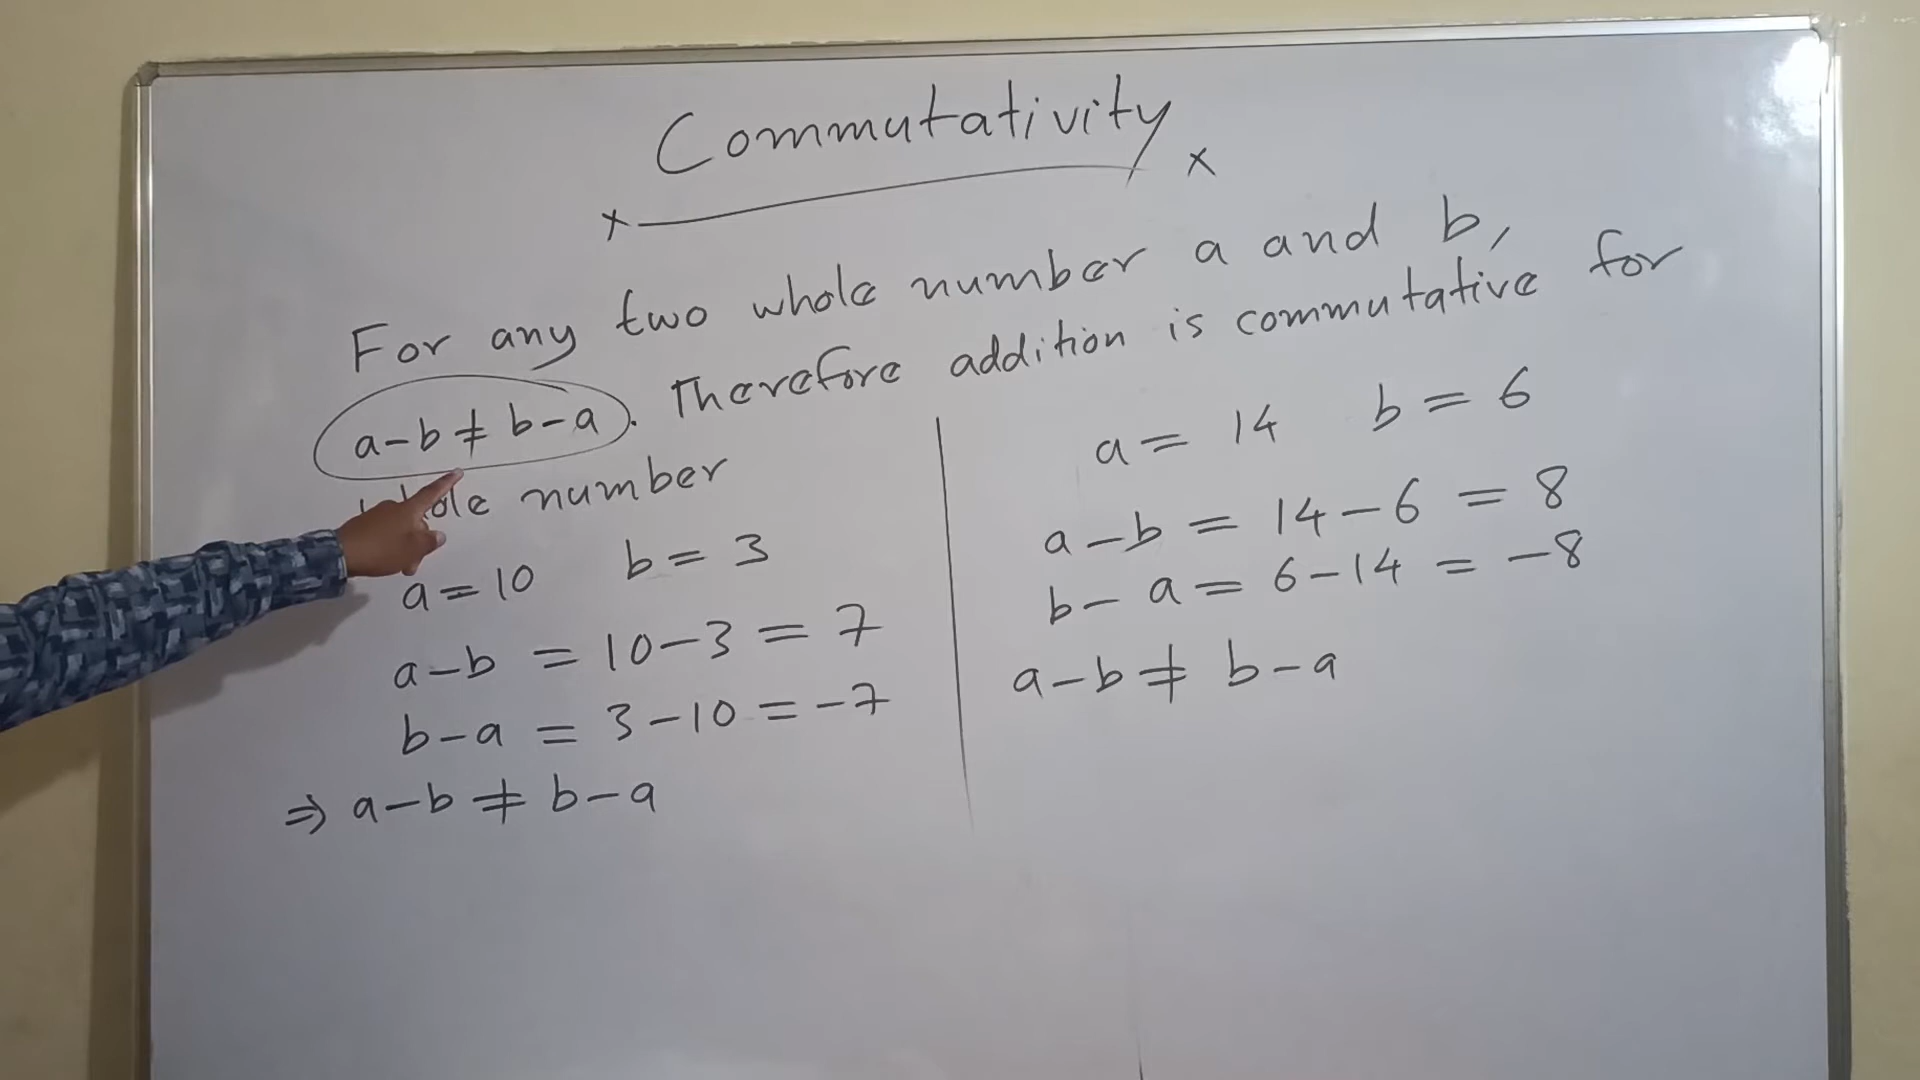 Commutativity
For any two whole number a and b,
a-b ≠ b-a. Therefore addition is commutative for
number
a = 10 b = 3
a-b = 10-3 = 7
b-a = 3-10 = -7
⇒ a-b ≠ b-a
a = 14 b = 6
a-b = 14-6 = 8
b-a = 6-14 = -8
a-b ≠ b-a